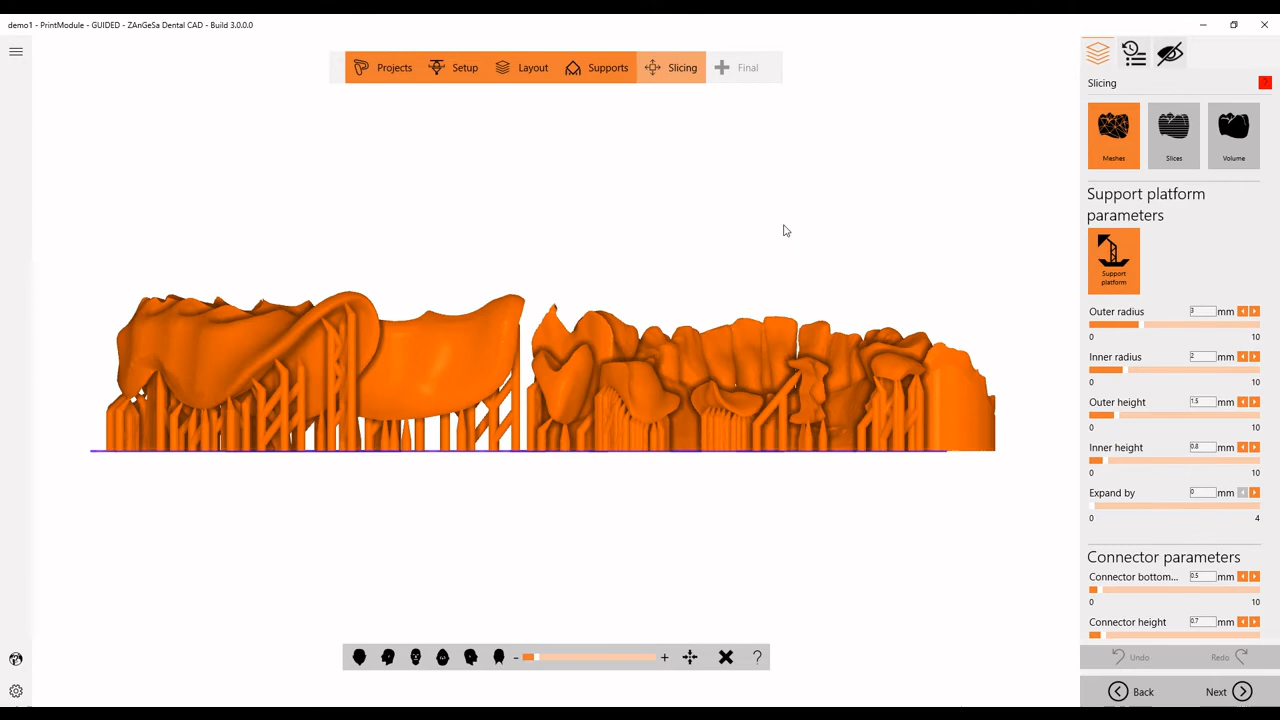 demo1 - PrintModule - GUIDED - ZAnGeSa Dental CAD - Build 3.0.0.0
Projects Setup Layout Supports Slicing Final
Slicing ?
Meshes Slices Volume
Support platform
parameters
Support
platform
Outer radius 3 mm
0 10
Inner radius 2 mm
0 10
Outer height 1.5 mm
0 10
Inner height 0.8 mm
0 10
Expand by 0 mm
0 4
Connector parameters
Connector bottom... 0.5 mm
0 10
Connector height 0.7 mm
- + ?
Undo Redo
Back Next